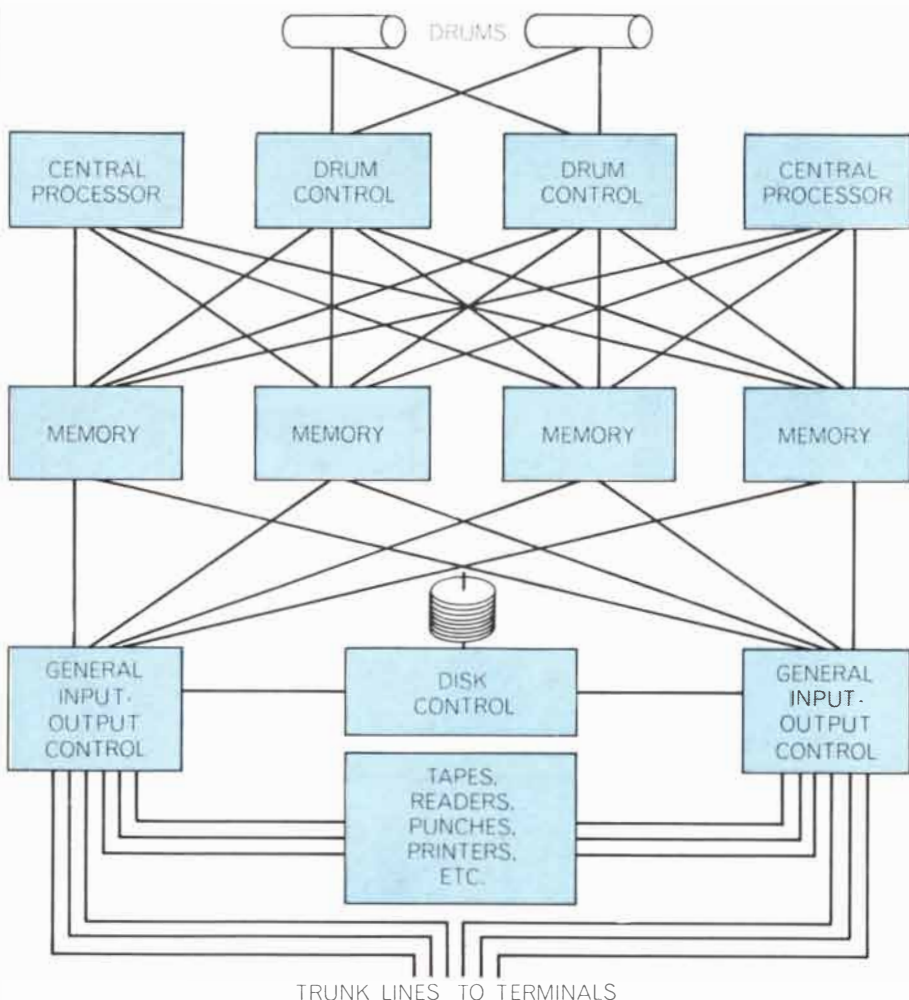 DRUMS
CENTRAL
PROCESSOR
DRUM
CONTROL
DRUM
CONTROL
CENTRAL
PROCESSOR
MEMORY
MEMORY
MEMORY
MEMORY
GENERAL
INPUT-
OUTPUT
CONTROL
DISK
CONTROL
GENERAL
INPUT-
OUTPUT
CONTROL
TAPES,
READERS,
PUNCHES,
PRINTERS,
ETC.
TRUNK LINES TO TERMINALS